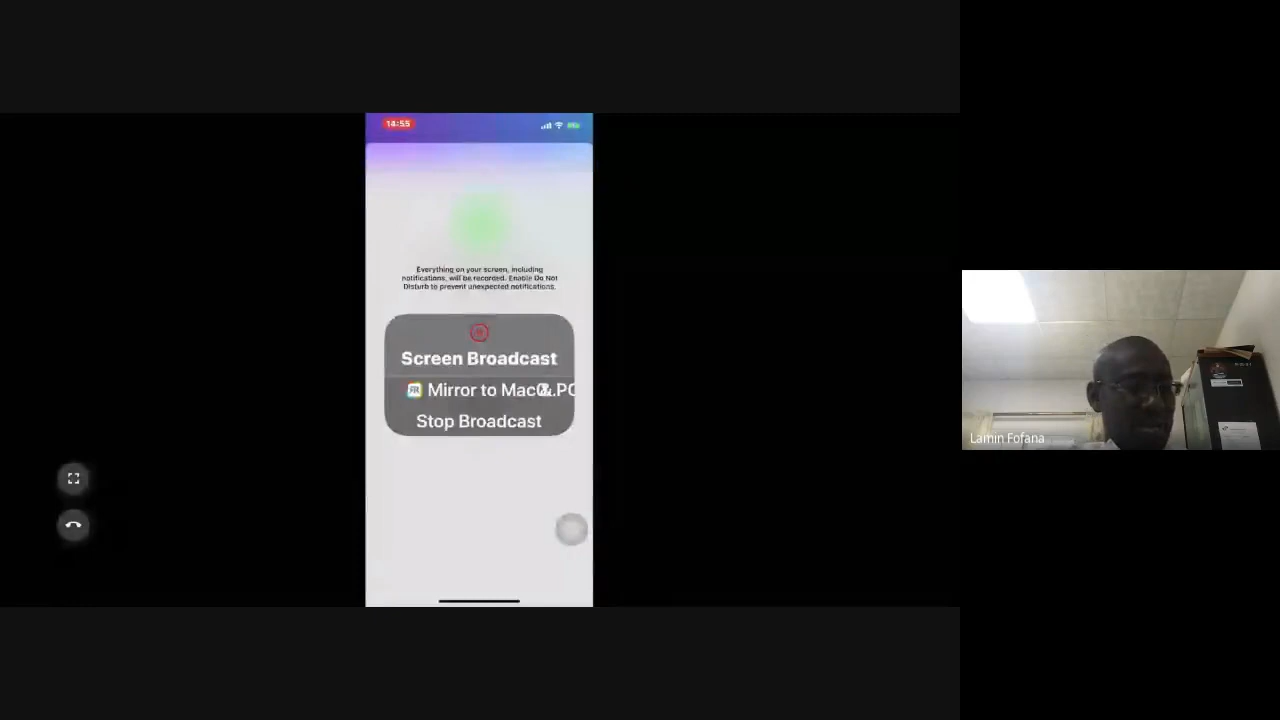 14:55
Everything on your screen, including
notifications, will be recorded. Enable Do Not
Disturb to prevent unexpected notifications.
Screen Broadcast
Mirror to Mac
Stop Broadcast
Lamin Fofana